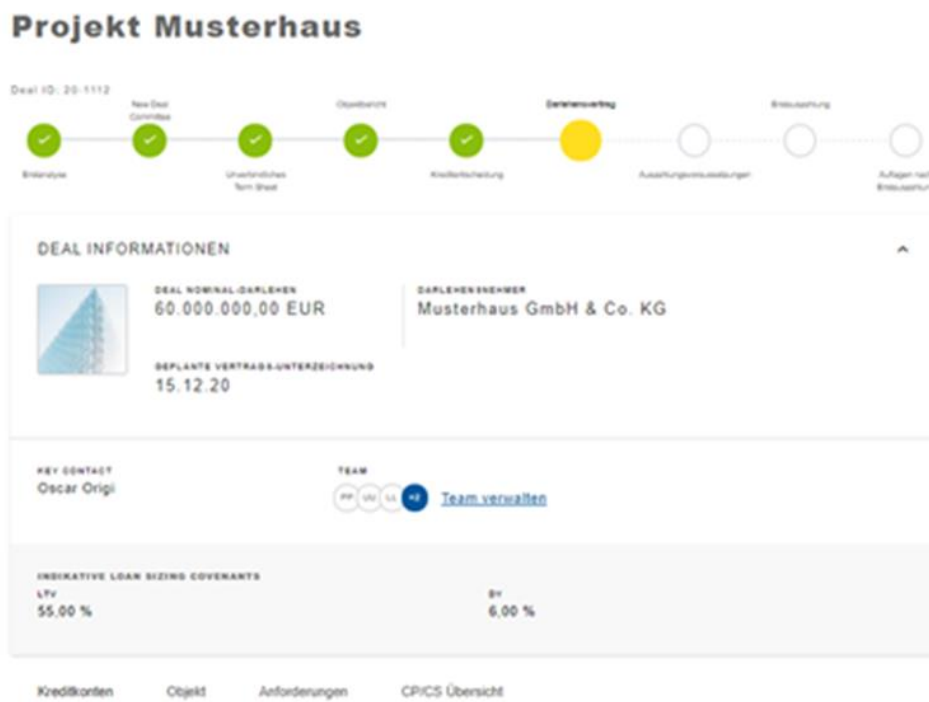 Projekt Musterhaus
Deal ID: 20-1112
New Deal
Committee
Objektbericht
Darlehensvertrag
Erstauszahlung
Erstanalyse
Unverbindliches
Term Sheet
Kreditentscheidung
Auszahlungsvoraussetzungen
Auflagen nach
Erstauszahlun
DEAL INFORMATIONEN
DEAL NOMINAL-DARLEHEN
60.000.000,00 EUR
DARLEHENSNEHMER
Musterhaus GmbH & Co. KG
GEPLANTE VERTRAGS-UNTERZEICHNUNG
15.12.20
KEY CONTACT
Oscar Origi
TEAM
PP UU LL +2 Team verwalten
INDIKATIVE LOAN SIZING COVENANTS
LTV
55,00 %
DY
6,00 %
Kreditkonten Objekt Anforderungen CP/CS Übersicht